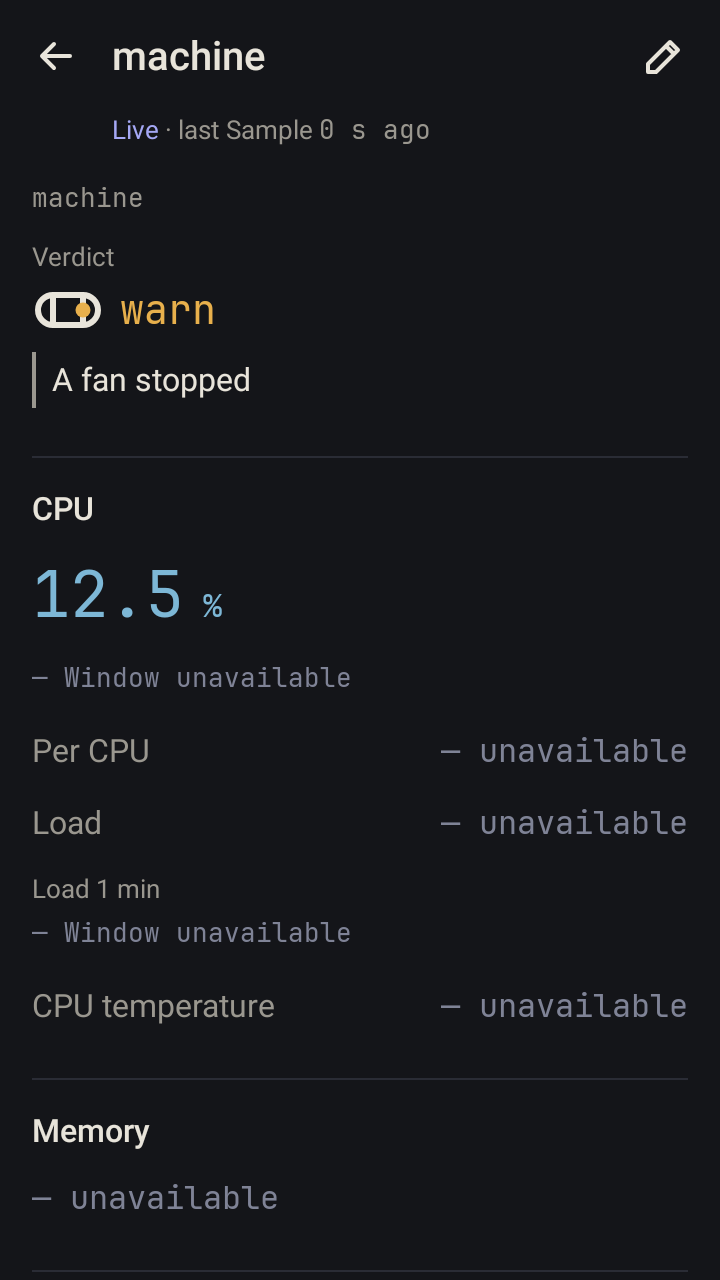 machine
Live · last Sample 0 s ago
machine
Verdict
warn
A fan stopped
CPU
12.5 %
— Window unavailable
Per CPU — unavailable
Load — unavailable
Load 1 min
— Window unavailable
CPU temperature — unavailable
Memory
— unavailable